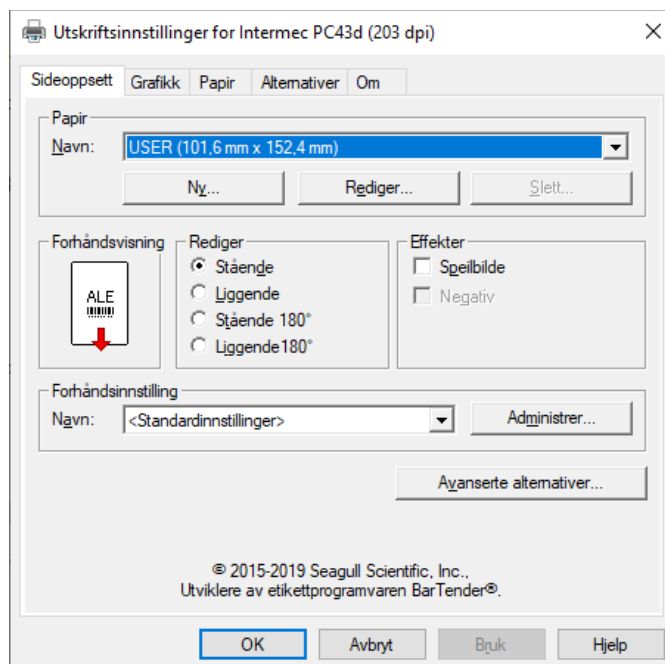 Utskriftsinnstillinger for Intermec PC43d (203 dpi)
Sideoppsett Grafikk Papir Alternativer Om
Papir
Navn: USER (101,6 mm x 152,4 mm)
Ny... Rediger... Slett...
Forhåndsvisning Rediger Effekter
ALE
Stående
Liggende
Stående 180°
Liggende180°
Speilbilde
Negativ
Forhåndsinnstilling
Navn: <Standardinnstillinger> Administrer...
Avanserte alternativer...
© 2015-2019 Seagull Scientific, Inc.,
Utviklere av etikettprogramvaren BarTender®.
OK Avbryt Bruk Hjelp